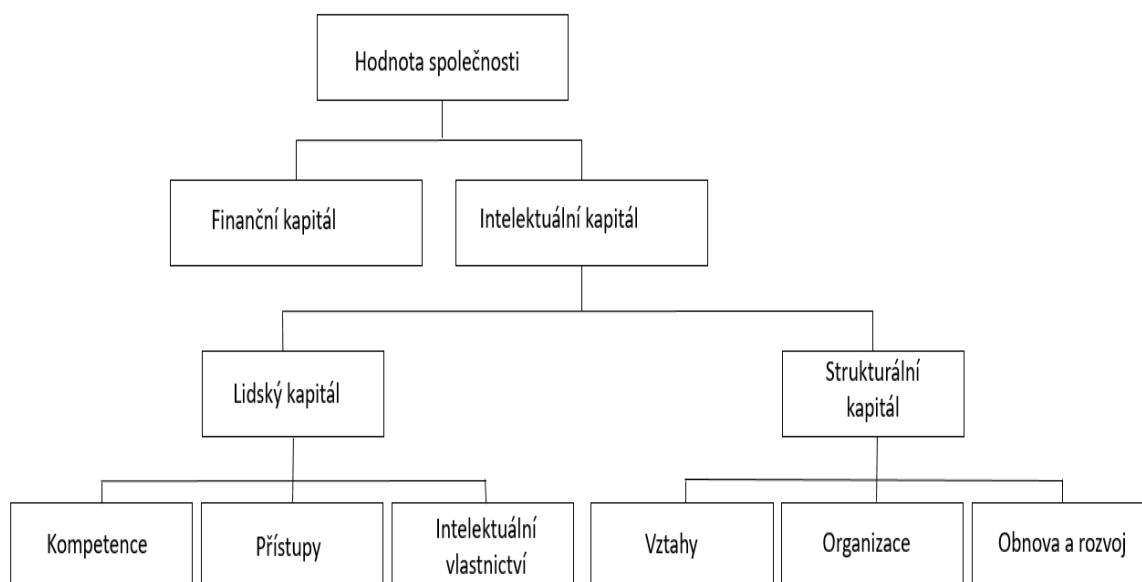 Hodnota společnosti
Finanční kapitál
Intelektuální kapitál
Lidský kapitál
Strukturální
kapitál
Kompetence
Přístupy
Intelektuální
vlastnictví
Vztahy
Organizace
Obnova a rozvoj